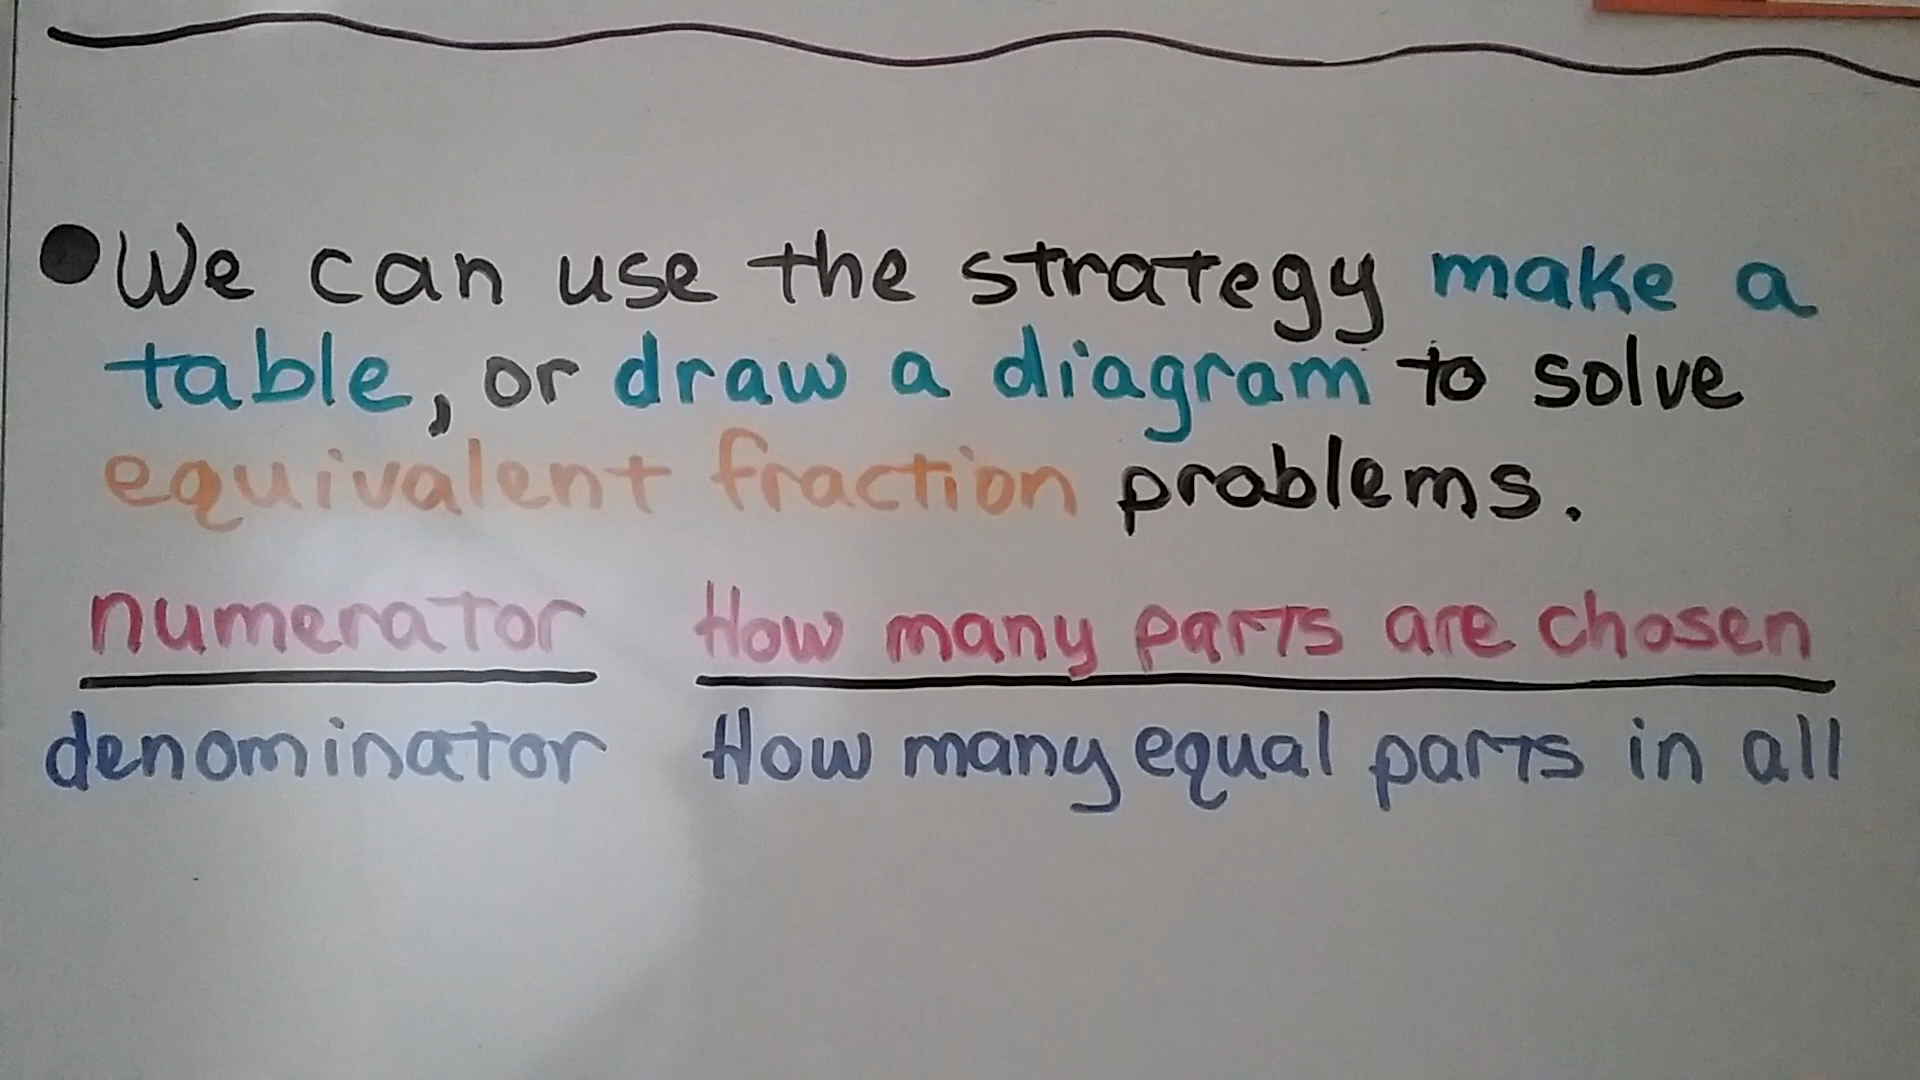 ●We can use the strategy make a
table, or draw a diagram to solve
equivalent fraction problems.
numerator How many parts are chosen
denominator How many equal parts in all